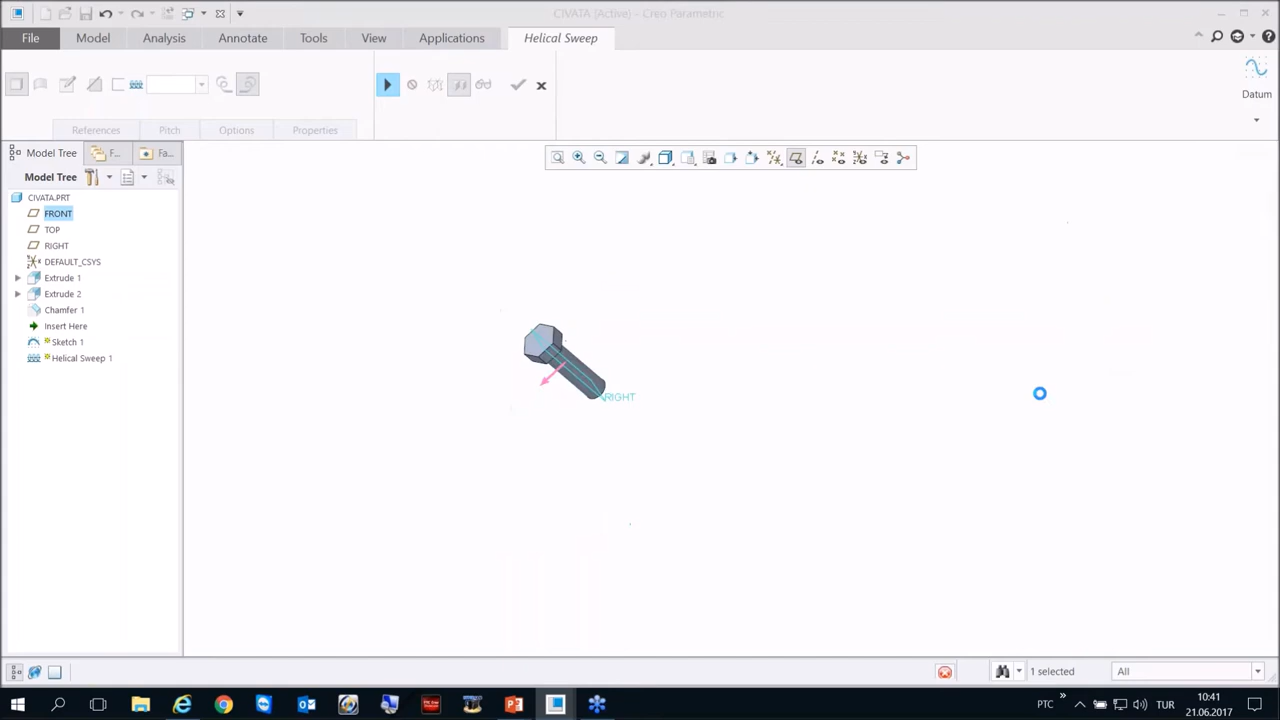 CIVATA (Active) - Creo Parametric
File Model Analysis Annotate Tools View Applications Helical Sweep
Datum
References Pitch Options Properties
Model Tree F... Fa...
Model Tree
CIVATA.PRT
FRONT
TOP
RIGHT
DEFAULT_CSYS
Extrude 1
Extrude 2
Chamfer 1
Insert Here
Sketch 1
Helical Sweep 1
RIGHT
1 selected All
TUR 10:41
21.06.2017